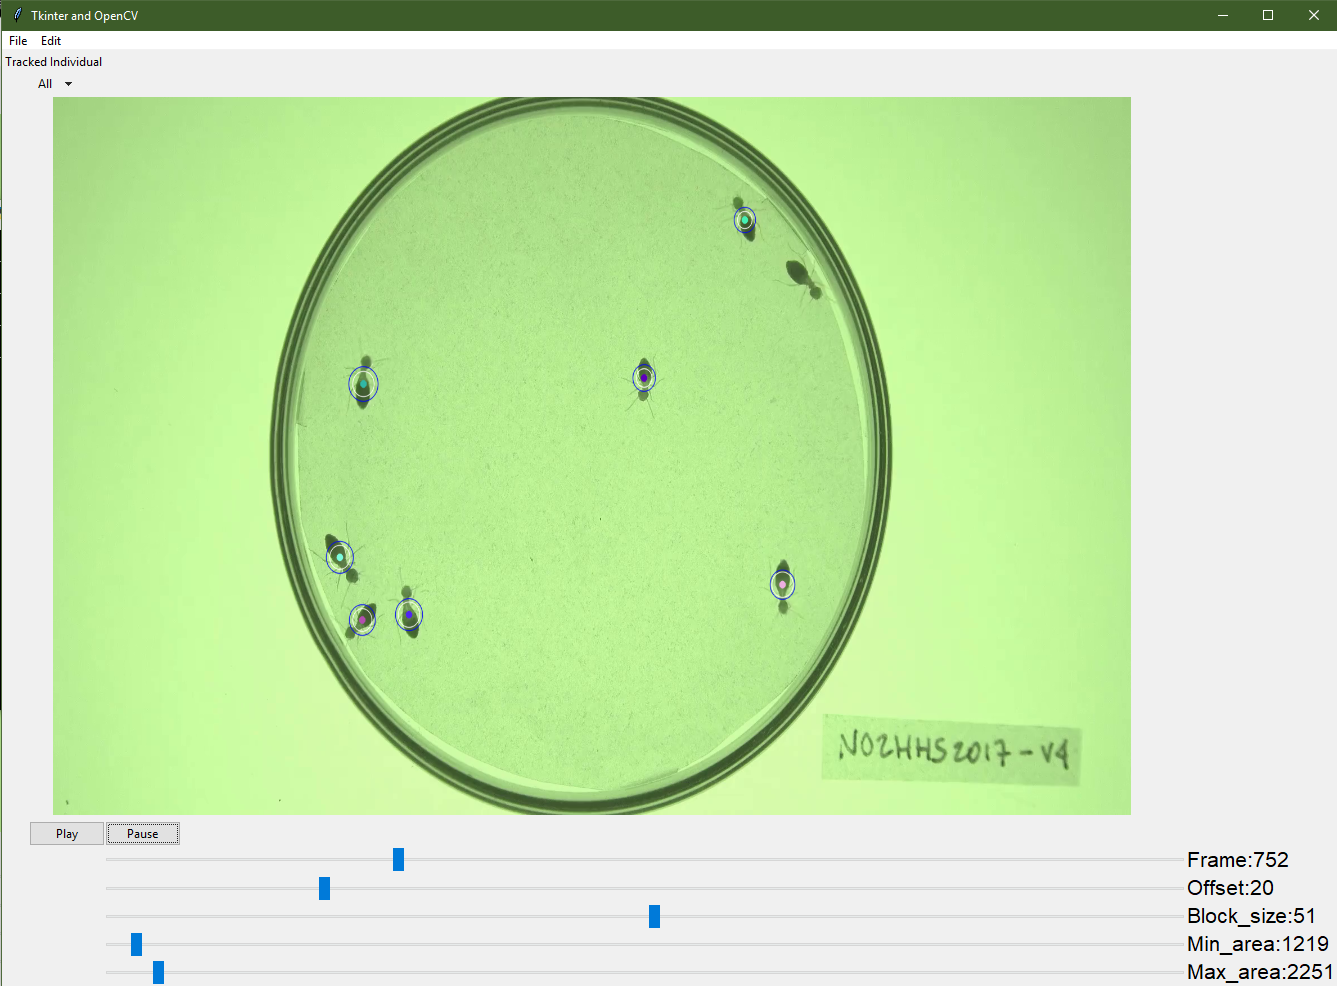 Tkinter and OpenCV
File Edit
Tracked Individual
All
NO2HHS2017-V4
Play Pause
Frame:752
Offset:20
Block_size:51
Min_area:1219
Max_area:2251